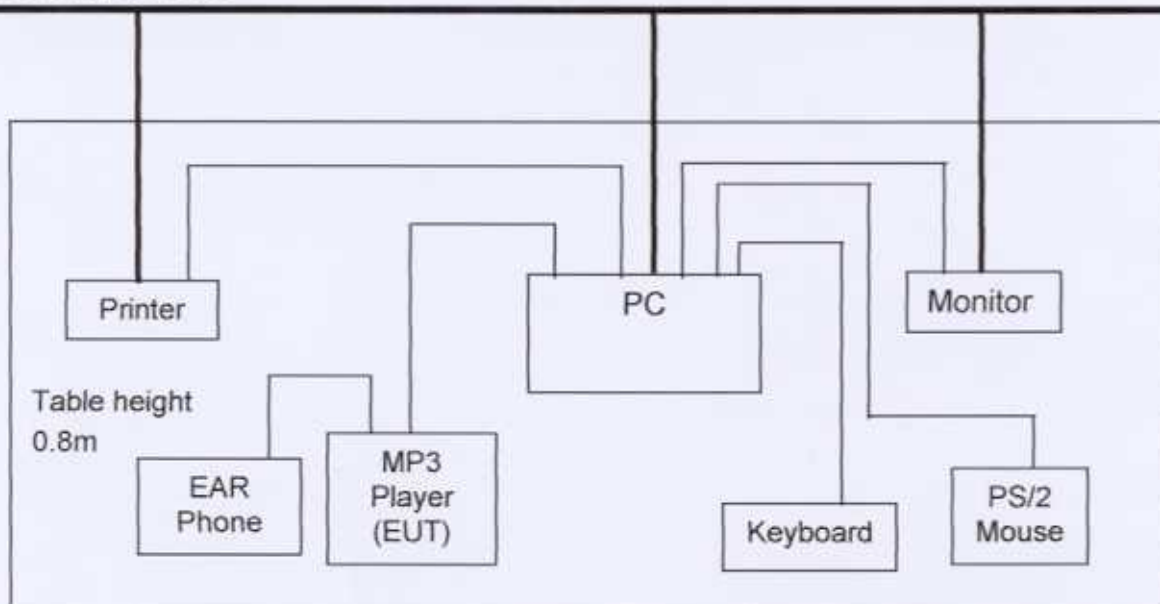 Printer
PC
Monitor
Table height
0.8m
EAR
Phone
MP3
Player
(EUT)
Keyboard
PS/2
Mouse